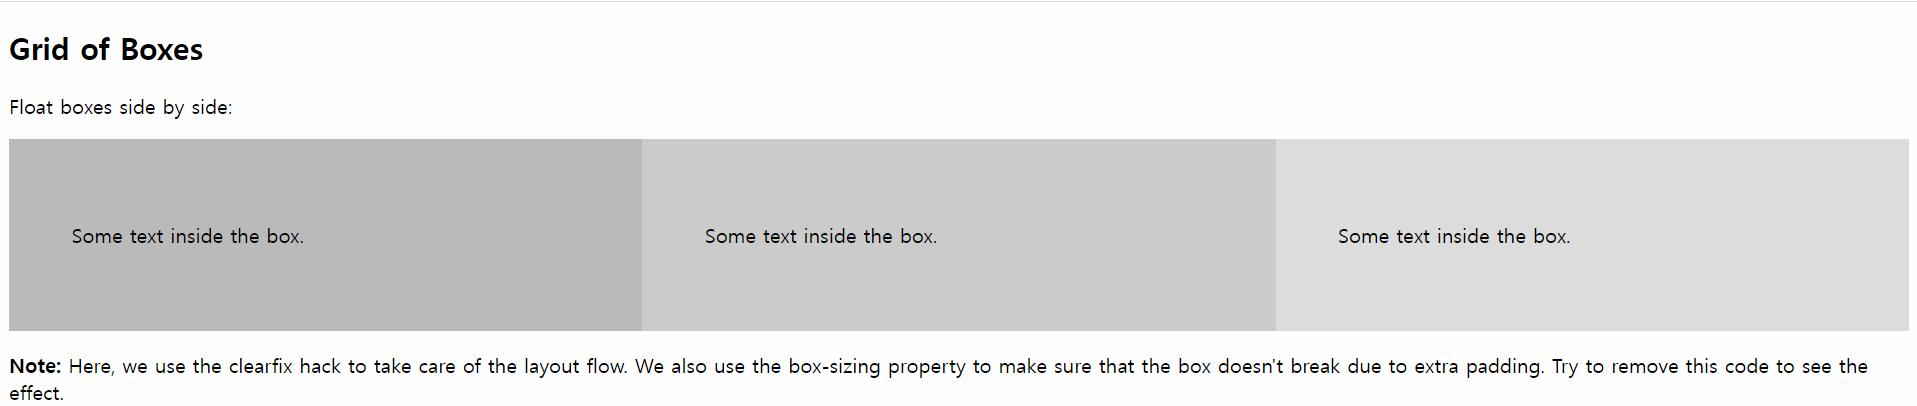 Grid of Boxes
Float boxes side by side:
Some text inside the box.
Some text inside the box.
Some text inside the box.
Note: Here, we use the clearfix hack to take care of the layout flow. We also use the box-sizing property to make sure that the box doesn't break due to extra padding. Try to remove this code to see the
effect.